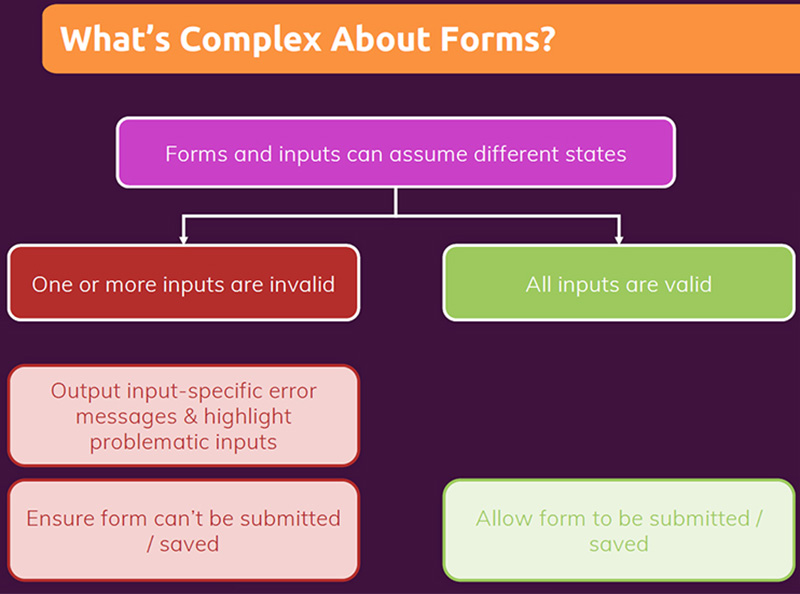 What's Complex About Forms?
Forms and inputs can assume different states
One or more inputs are invalid
All inputs are valid
Output input-specific error
messages & highlight
problematic inputs
Ensure form can't be submitted
/ saved
Allow form to be submitted /
saved